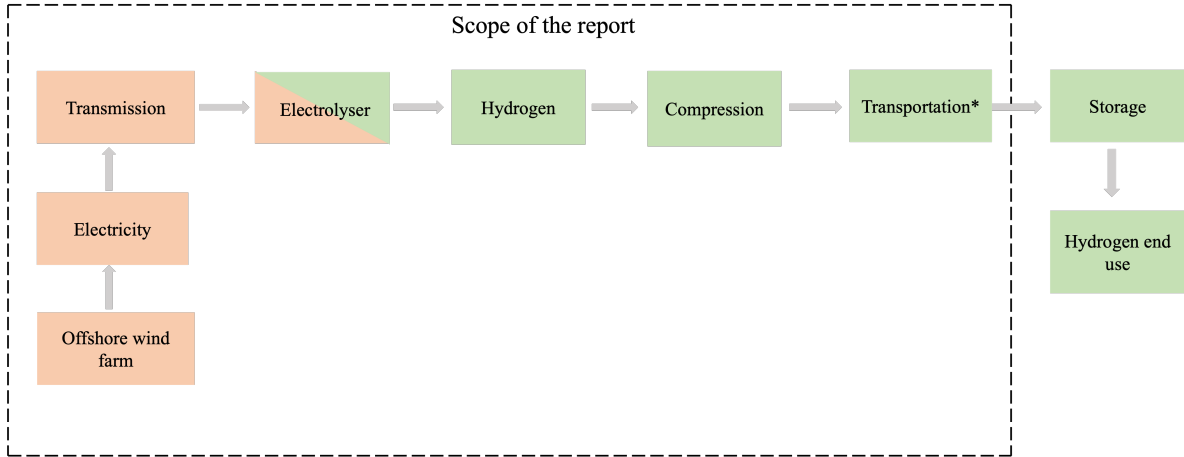 Scope of the report
Transmission
Electrolyser
Hydrogen
Compression
Transportation*
Storage
Electricity
Hydrogen end
use
Offshore wind
farm